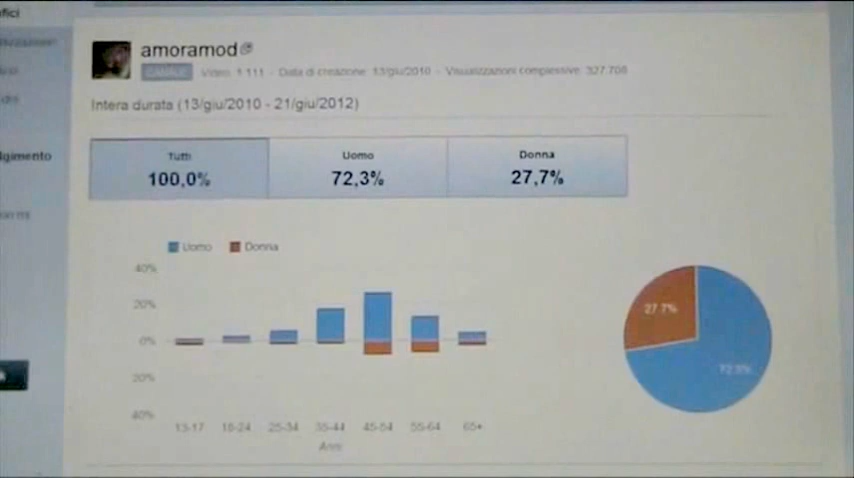 fici
amoramod
CANALE Video: 1 111 - Data di creazione: 13/giu/2010 - Visualizzazioni complessive: 327.708
Intera durata (13/giu/2010 - 21/giu/2012)
lgimento
Tutti Uomo Donna
100,0% 72,3% 27,7%
Uomo Donna
40%
20%
0%
20%
40%
13-17 18-24 25-34 35-44 45-54 55-64 65+
Anni
27.7%
72.3%